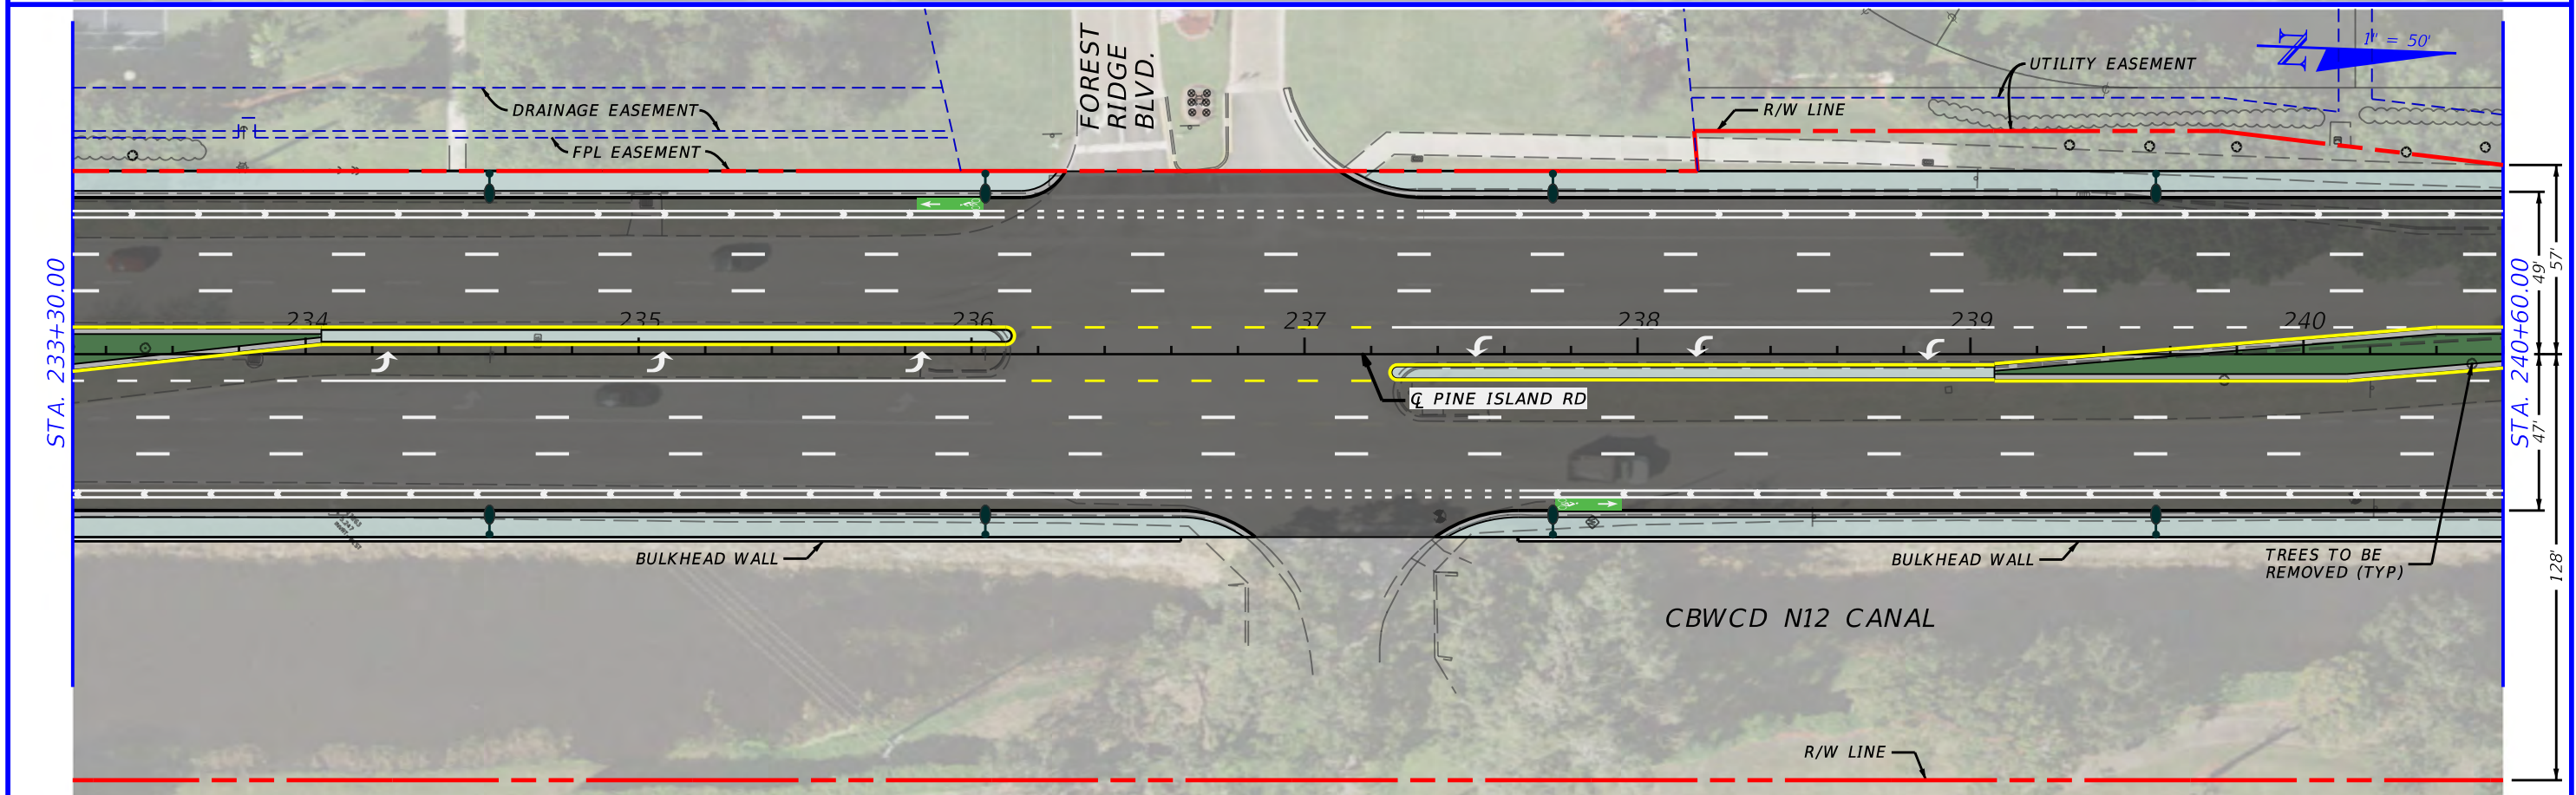 FOREST
RIDGE
BLVD.
1" = 50'
N
UTILITY EASEMENT
R/W LINE
DRAINAGE EASEMENT
FPL EASEMENT
STA. 233+30.00
STA. 240+60.00
49'
57'
47'
128'
234
235
236
237
238
239
240
℄ PINE ISLAND RD
BULKHEAD WALL
BULKHEAD WALL
TREES TO BE
REMOVED (TYP)
CBWCD N12 CANAL
R/W LINE